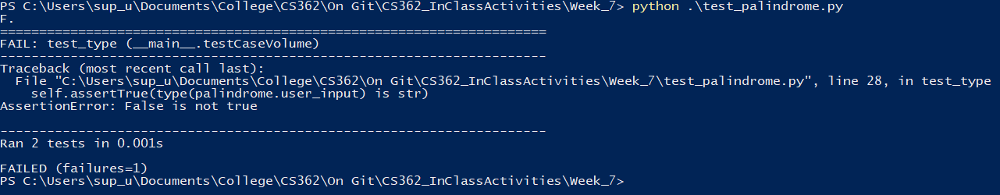 PS C:\Users\sup_u\Documents\College\CS362\On Git\CS362_InClassActivities\Week_7> python .\test_palindrome.py
F.
======================================================================
FAIL: test_type (__main__.testCaseVolume)
----------------------------------------------------------------------
Traceback (most recent call last):
  File "C:\Users\sup_u\Documents\College\CS362\On Git\CS362_InClassActivities\Week_7\test_palindrome.py", line 28, in test_type
    self.assertTrue(type(palindrome.user_input) is str)
AssertionError: False is not true

----------------------------------------------------------------------
Ran 2 tests in 0.001s

FAILED (failures=1)
PS C:\Users\sup_u\Documents\College\CS362\On Git\CS362_InClassActivities\Week_7>